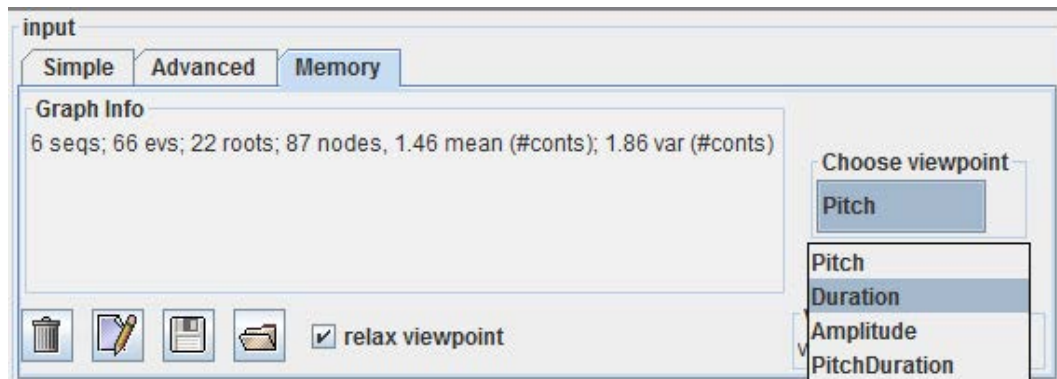 input
Simple Advanced Memory
Graph Info
6 seqs; 66 evs; 22 roots; 87 nodes, 1.46 mean (#conts); 1.86 var (#conts)
Choose viewpoint
Pitch
Pitch
Duration
Amplitude
PitchDuration
relax viewpoint